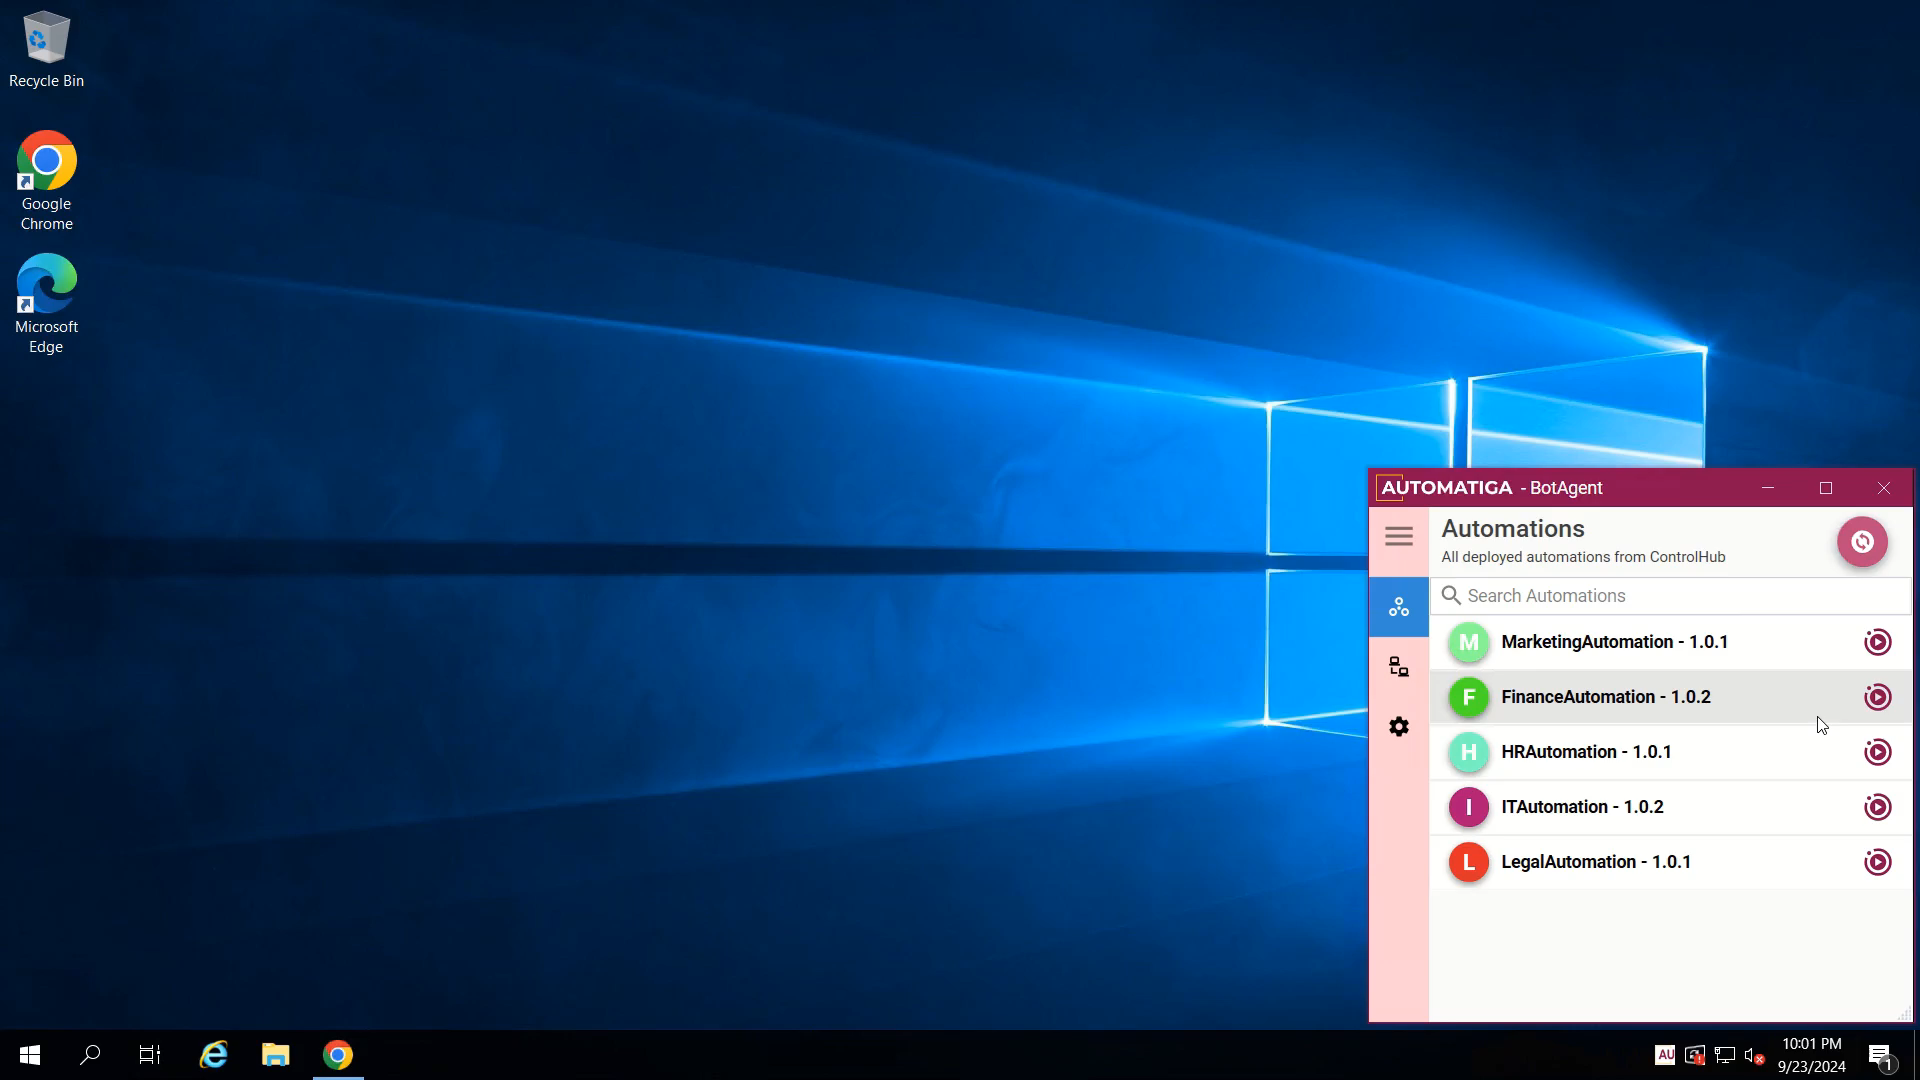 Recycle Bin
Google
Chrome
Microsoft
Edge
AUTOMATIGA - BotAgent
Automations
All deployed automations from ControlHub
Search Automations
M MarketingAutomation - 1.0.1
F FinanceAutomation - 1.0.2
H HRAutomation - 1.0.1
I ITAutomation - 1.0.2
L LegalAutomation - 1.0.1
AU
10:01 PM
9/23/2024
1